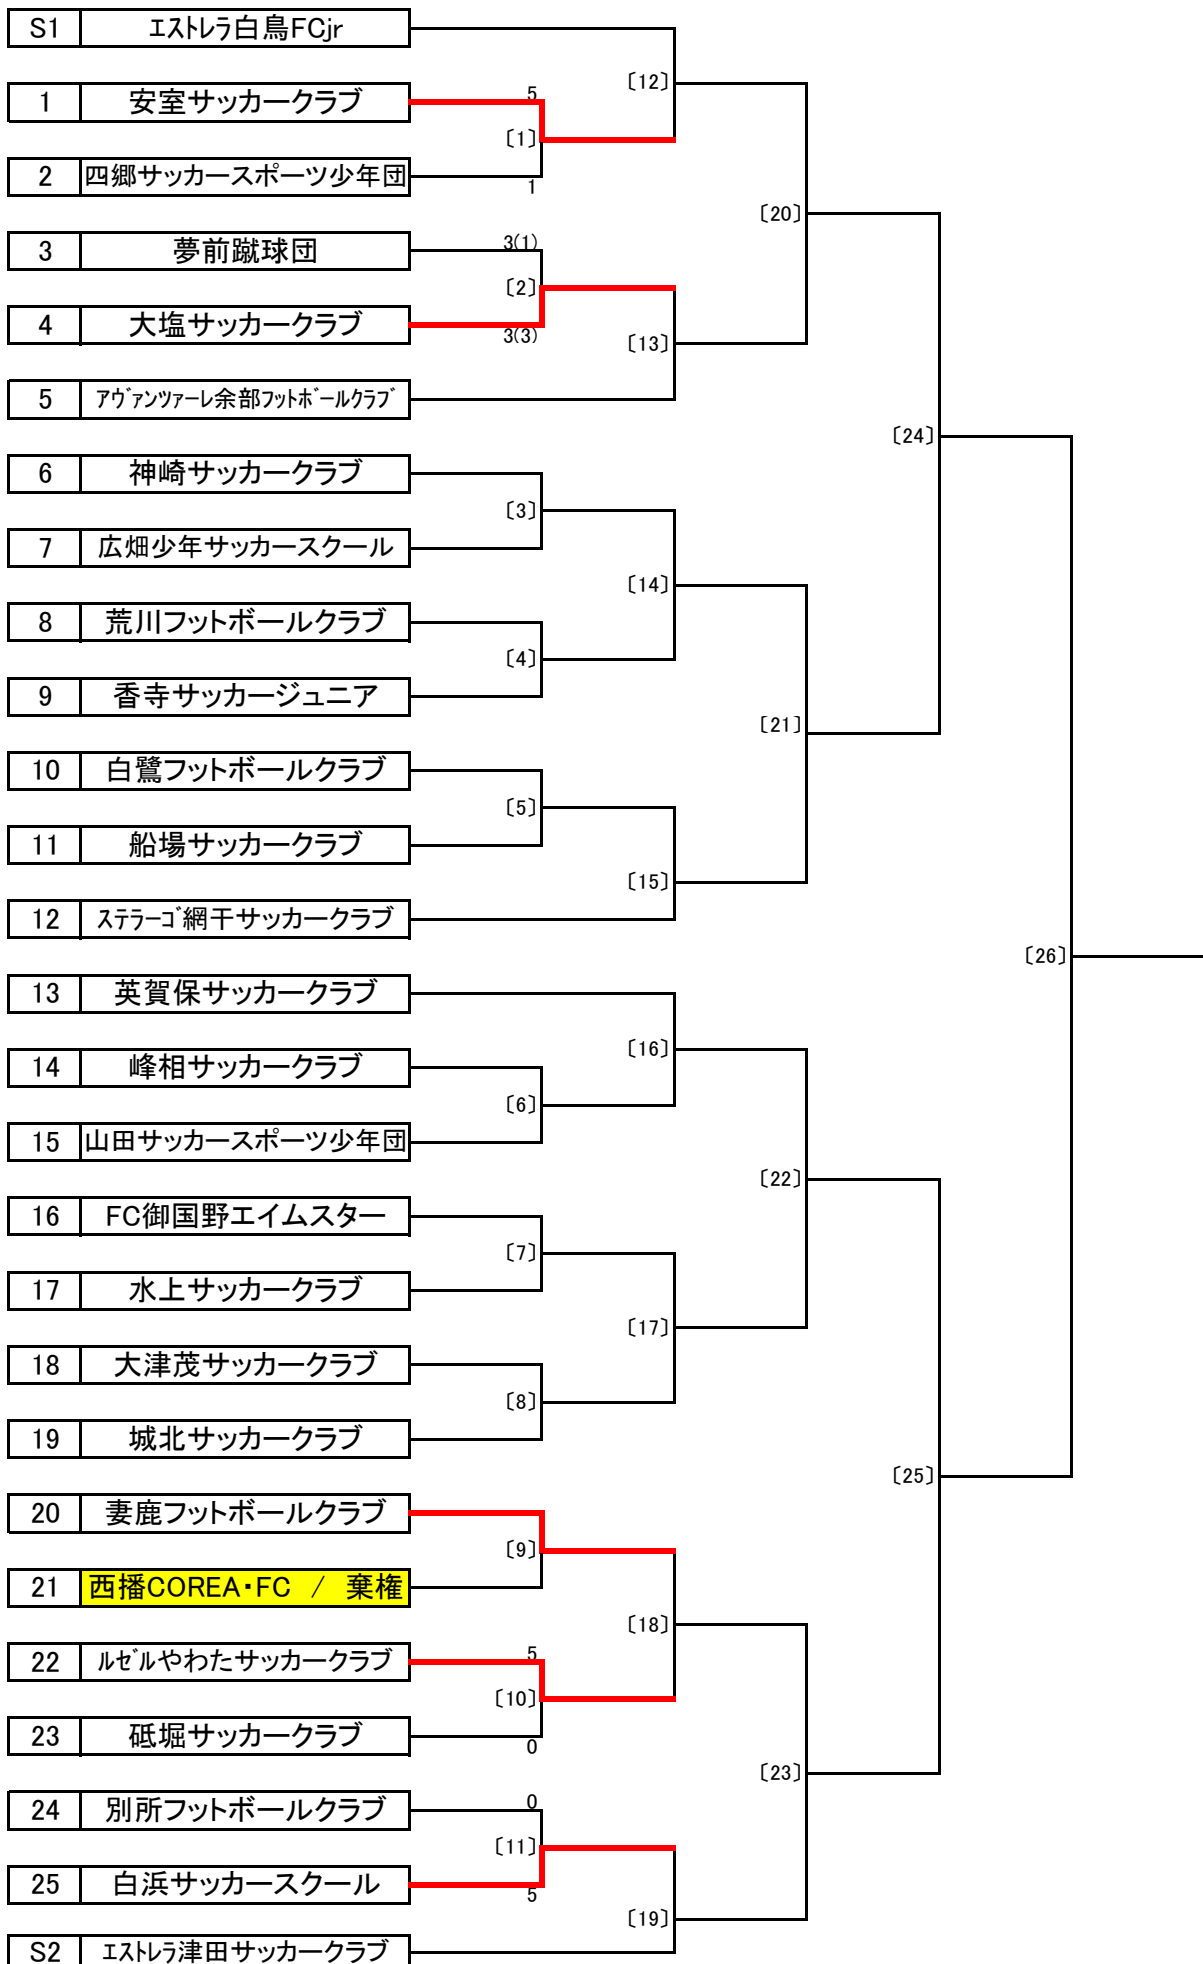 S1 ｴｽﾄﾚﾗ白鳥FCjr
〔12〕
1 安室サッカークラブ 5
〔1〕
2 四郷サッカースポーツ少年団 1
〔20〕
3 夢前蹴球団 3(1)
〔2〕
4 大塩サッカークラブ 3(3)
〔13〕
5 ｱｳﾞｧﾝﾂｧｰﾚ余部ﾌｯﾄﾎﾞｰﾙｸﾗﾌﾞ
〔24〕
6 神崎サッカークラブ
〔3〕
7 広畑少年サッカースクール
〔14〕
8 荒川フットボールクラブ
〔4〕
9 香寺サッカージュニア
〔21〕
10 白鷺フットボールクラブ
〔5〕
11 船場サッカークラブ
〔15〕
12 ｽﾃﾗｰｺﾞ網干サッカークラブ
〔26〕
13 英賀保サッカークラブ
〔16〕
14 峰相サッカークラブ
〔6〕
15 山田サッカースポーツ少年団
〔22〕
16 FC御国野エイムスター
〔7〕
17 水上サッカークラブ
〔17〕
18 大津茂サッカークラブ
〔8〕
19 城北サッカークラブ
〔25〕
20 妻鹿フットボールクラブ
〔9〕
21 西播COREA・FC / 棄権
〔18〕
22 ﾙｾﾞﾙやわたサッカークラブ 5
〔10〕
23 砥堀サッカークラブ 0
〔23〕
24 別所フットボールクラブ 0
〔11〕
25 白浜サッカースクール 5
〔19〕
S2 ｴｽﾄﾚﾗ津田サッカークラブ